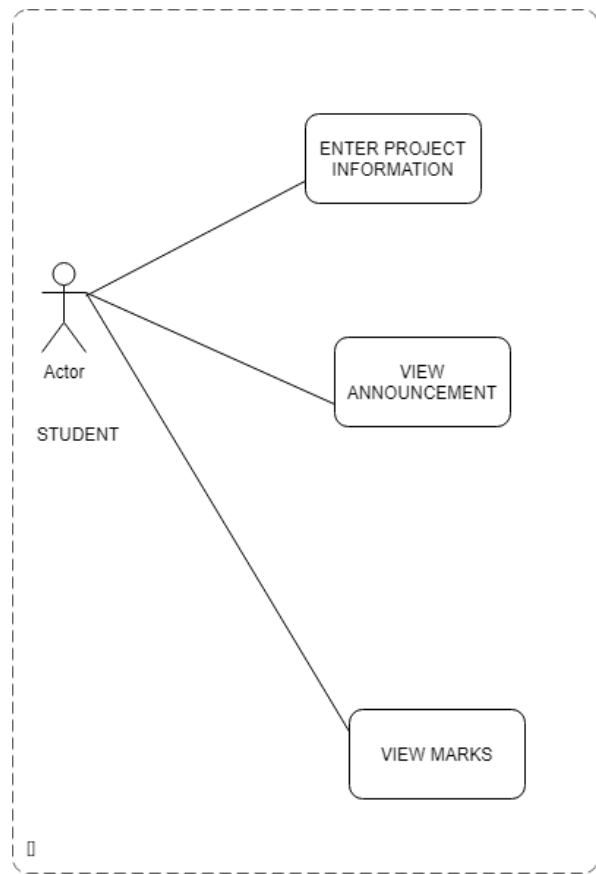 ENTER PROJECT
INFORMATION
Actor
STUDENT
VIEW
ANNOUNCEMENT
VIEW MARKS
[]